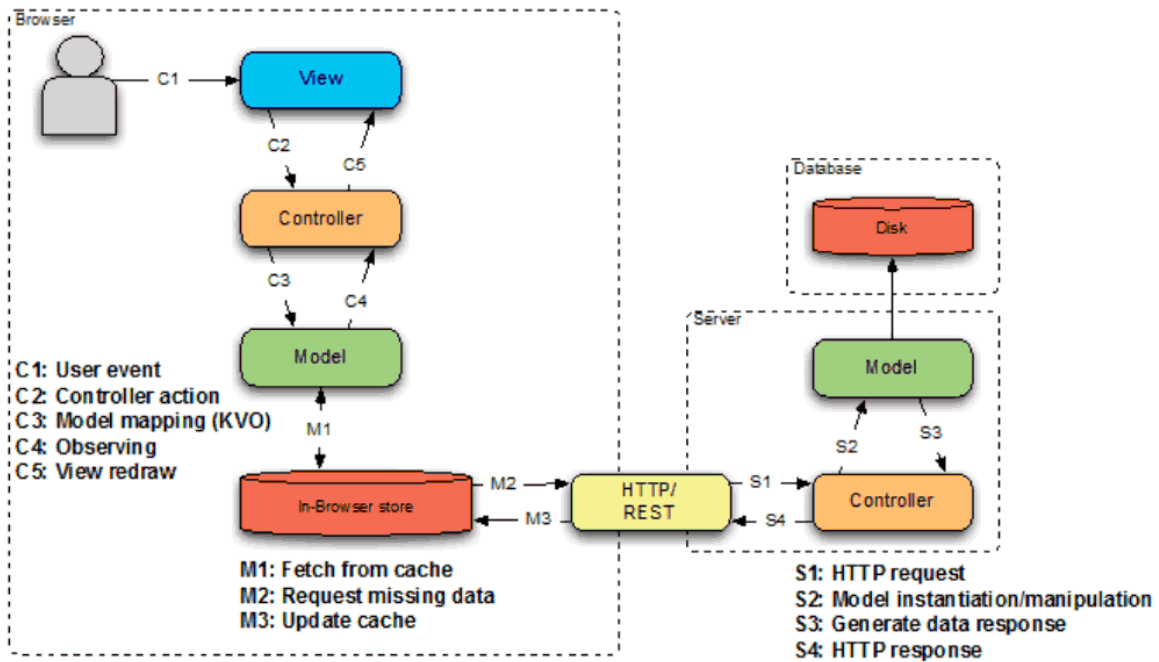 Browser
C1
View
C2
C5
Controller
C3
C4
Model
C1: User event
C2: Controller action
C3: Model mapping (KVO)
C4: Observing
C5: View redraw
M1
In-Browser store
M2
M3
HTTP/
REST
M1: Fetch from cache
M2: Request missing data
M3: Update cache
Database
Disk
Server
Model
S2
S3
S1
S4
Controller
S1: HTTP request
S2: Model instantiation/manipulation
S3: Generate data response
S4: HTTP response